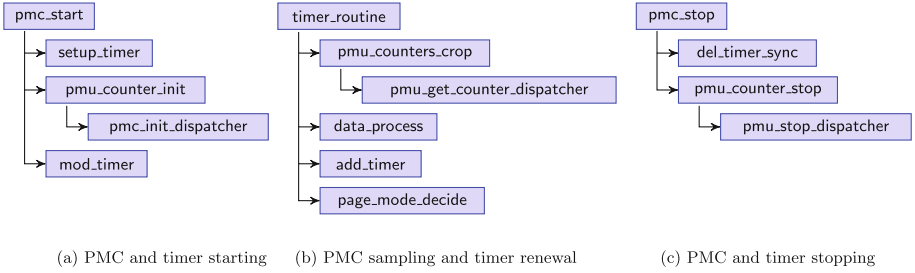 pmc_start
setup_timer
pmu_counter_init
pmc_init_dispatcher
mod_timer
(a) PMC and timer starting
timer_routine
pmu_counters_crop
pmu_get_counter_dispatcher
data_process
add_timer
page_mode_decide
(b) PMC sampling and timer renewal
pmc_stop
del_timer_sync
pmu_counter_stop
pmu_stop_dispatcher
(c) PMC and timer stopping